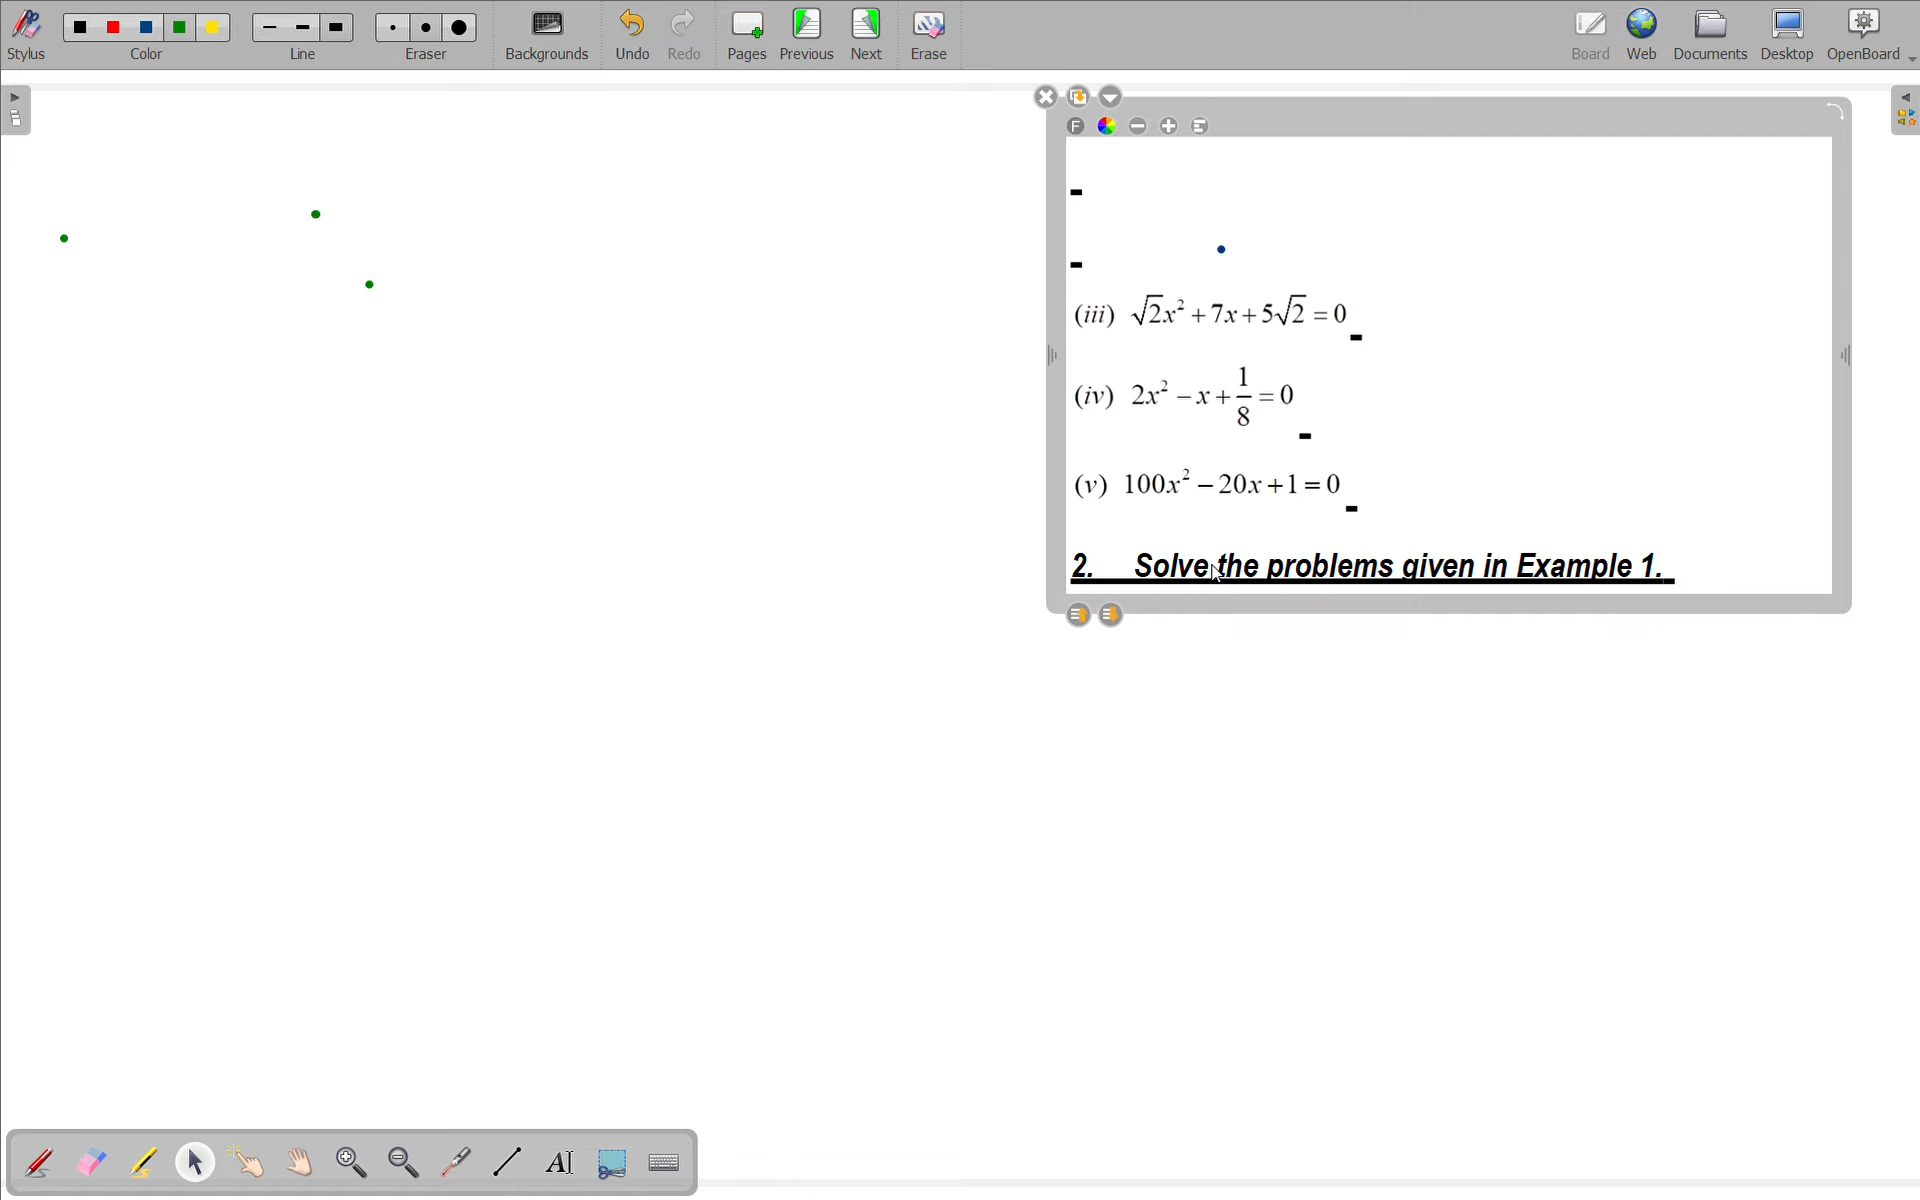 Stylus Color Line Eraser Backgrounds Undo Redo Pages Previous Next Erase Board Web Documents Desktop OpenBoard
F
(iii) √2x² + 7x + 5√2 = 0
(iv) 2x² − x + 1/8 = 0
(v) 100x² − 20x + 1 = 0
2. Solve the problems given in Example 1.
AI